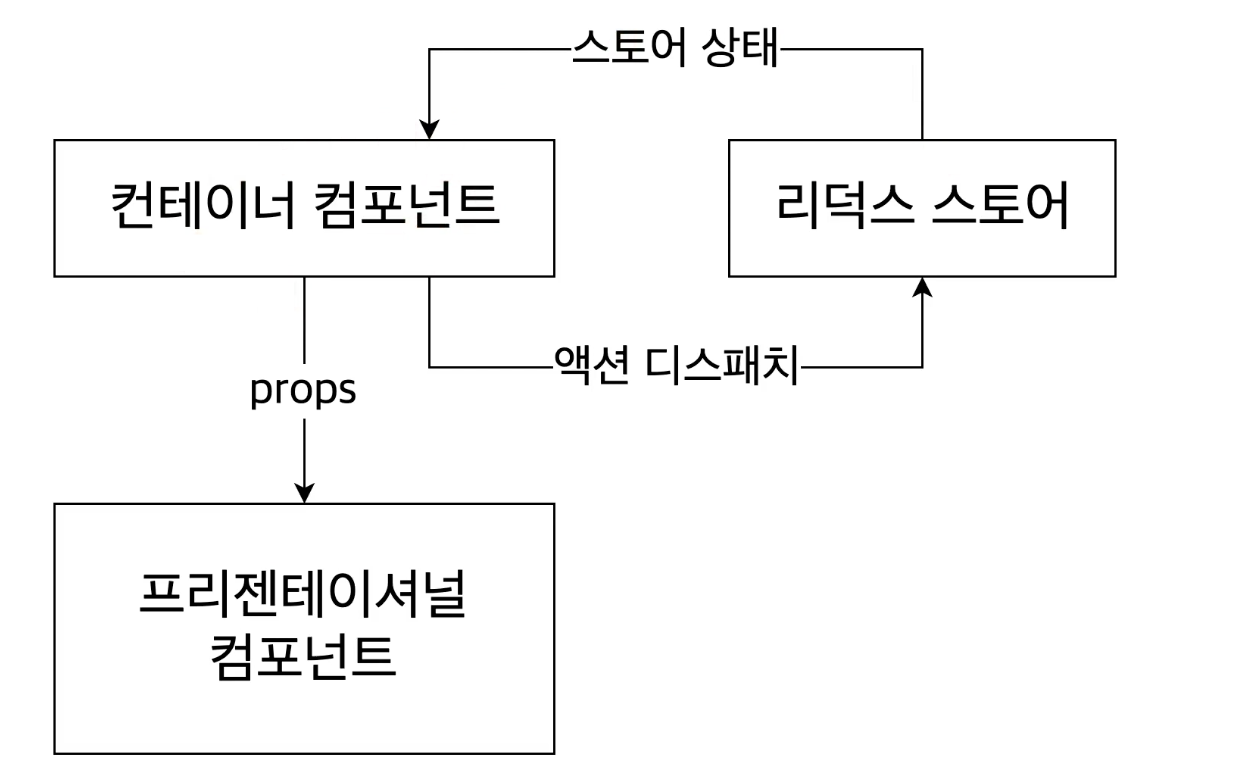 스토어 상태
컨테이너 컴포넌트
리덕스 스토어
액션 디스패치
props
프리젠테이셔널
컴포넌트